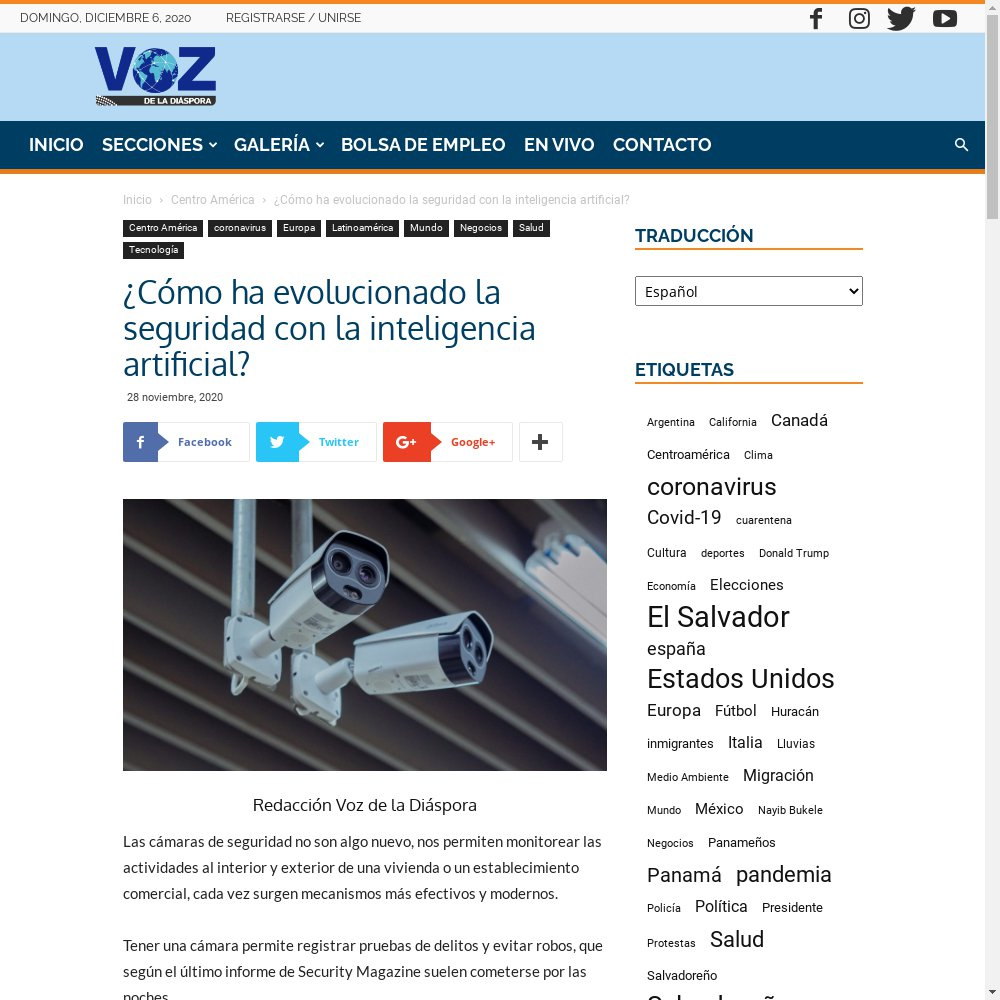 DOMINGO, DICIEMBRE 6, 2020 REGISTRARSE / UNIRSE
VOZ
DE LA DIÁSPORA
INICIO SECCIONES GALERÍA BOLSA DE EMPLEO EN VIVO CONTACTO
Inicio › Centro América › ¿Cómo ha evolucionado la seguridad con la inteligencia artificial?
Centro América coronavirus Europa Latinoamérica Mundo Negocios Salud
Tecnología
¿Cómo ha evolucionado la
seguridad con la inteligencia
artificial?
28 noviembre, 2020
Facebook Twitter Google+
Redacción Voz de la Diáspora
Las cámaras de seguridad no son algo nuevo, nos permiten monitorear las
actividades al interior y exterior de una vivienda o un establecimiento
comercial, cada vez surgen mecanismos más efectivos y modernos.
Tener una cámara permite registrar pruebas de delitos y evitar robos, que
según el último informe de Security Magazine suelen cometerse por las
noches.
TRADUCCIÓN
Español
ETIQUETAS
Argentina California Canadá
Centroamérica Clima
coronavirus
Covid-19 cuarentena
Cultura deportes Donald Trump
Economía Elecciones
El Salvador
españa
Estados Unidos
Europa Fútbol Huracán
inmigrantes Italia Lluvias
Medio Ambiente Migración
Mundo México Nayib Bukele
Negocios Panameños
Panamá pandemia
Policía Política Presidente
Protestas Salud
Salvadoreño